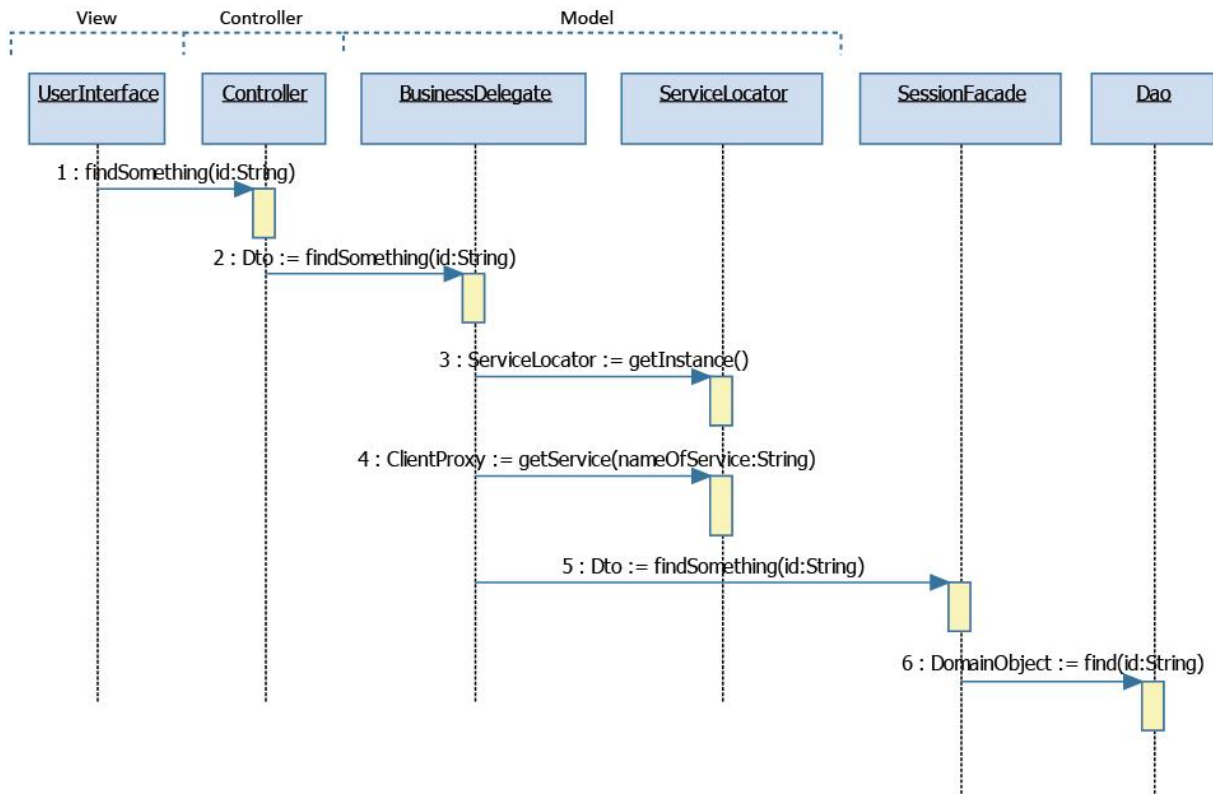 View
Controller
Model
UserInterface
Controller
BusinessDelegate
ServiceLocator
SessionFacade
Dao
1 : findSomething(id:String)
2 : Dto := findSomething(id:String)
3 : ServiceLocator := getInstance()
4 : ClientProxy := getService(nameOfService:String)
5 : Dto := findSomething(id:String)
6 : DomainObject := find(id:String)